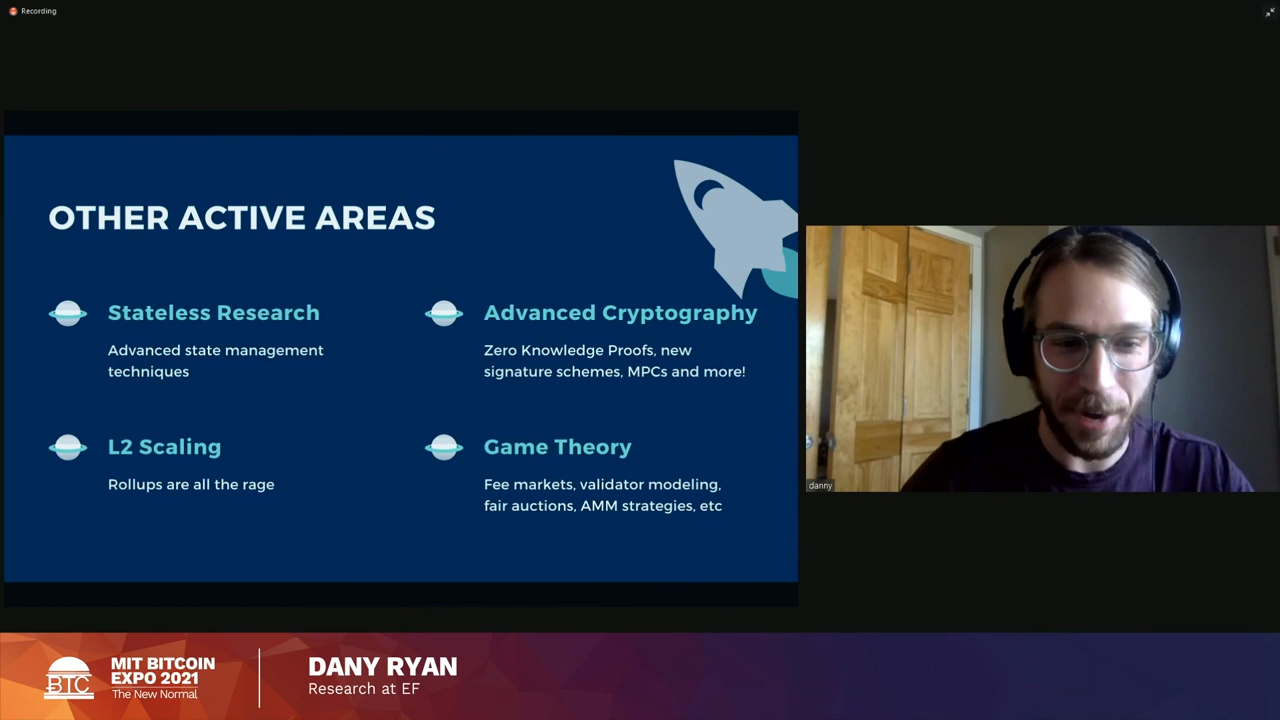 Recording
OTHER ACTIVE AREAS
Stateless Research
Advanced state management
techniques
Advanced Cryptography
Zero Knowledge Proofs, new
signature schemes, MPCs and more!
L2 Scaling
Rollups are all the rage
Game Theory
Fee markets, validator modeling,
fair auctions, AMM strategies, etc
danny
BTC
MIT BITCOIN
EXPO 2021
The New Normal
DANY RYAN
Research at EF